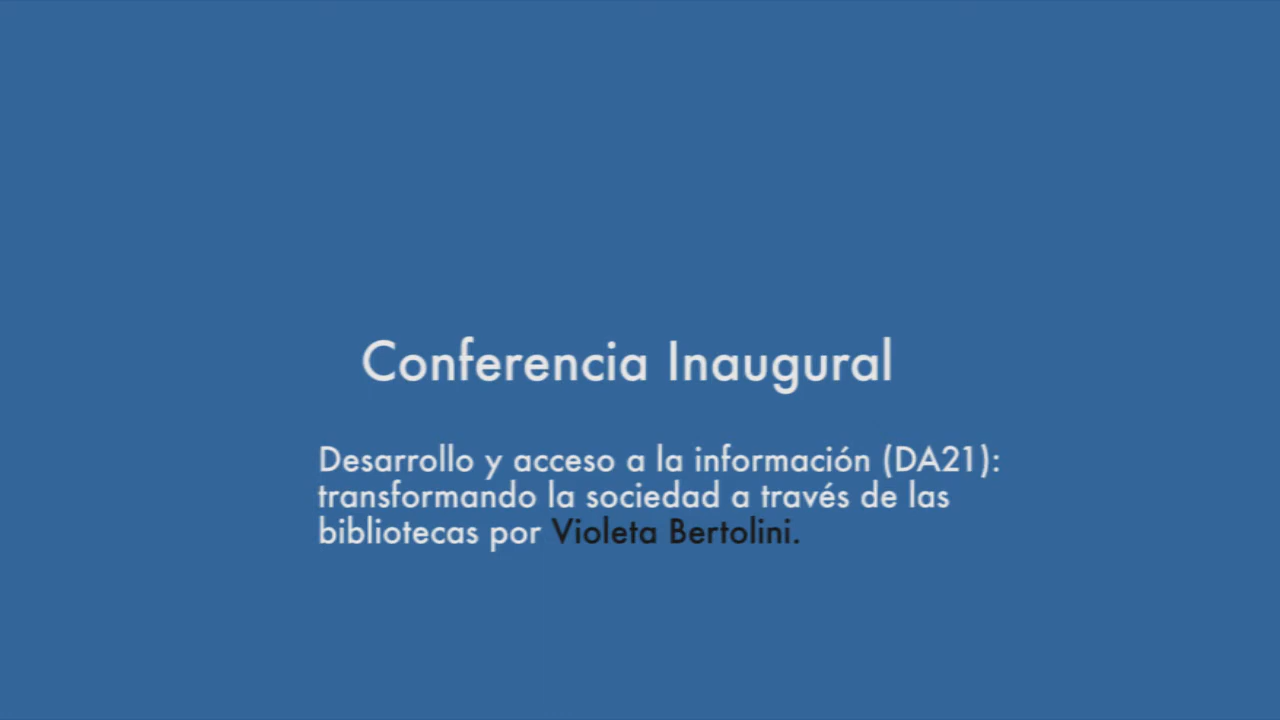 Conferencia Inaugural
Desarrollo y acceso a la información (DA21):
transformando la sociedad a través de las
bibliotecas por Violeta Bertolini.